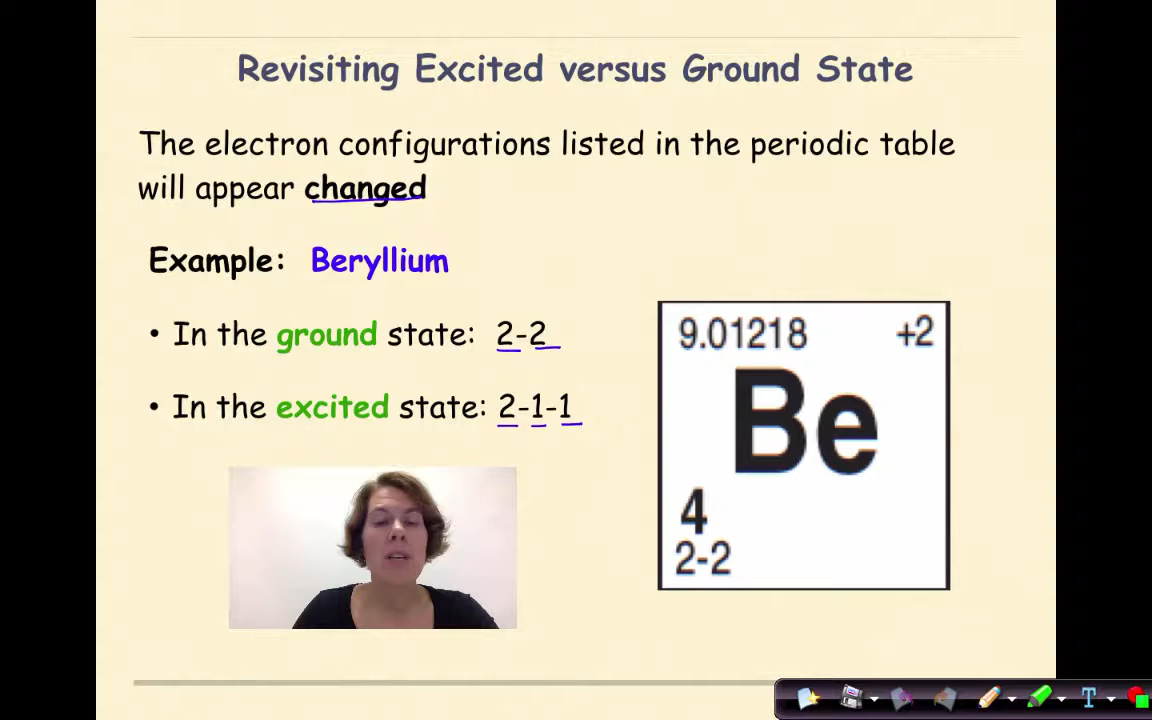 Revisiting Excited versus Ground State
The electron configurations listed in the periodic table
will appear changed
Example: Beryllium
• In the ground state: 2-2
• In the excited state: 2-1-1
9.01218 +2
Be
4
2-2
T